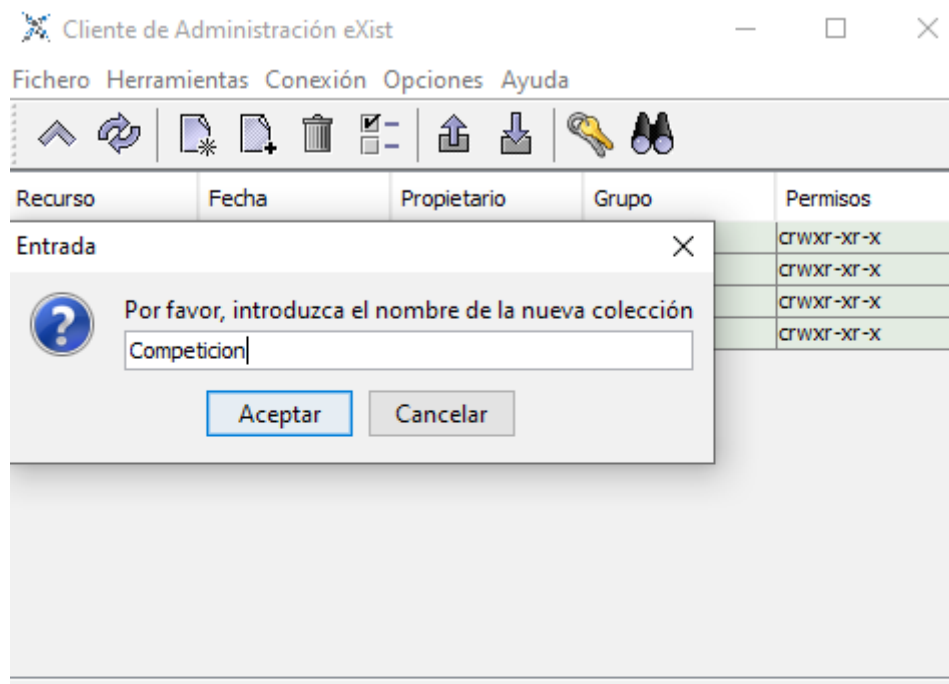 Cliente de Administración eXist
Fichero Herramientas Conexión Opciones Ayuda
Recurso Fecha Propietario Grupo Permisos
crwxr-xr-x
crwxr-xr-x
crwxr-xr-x
crwxr-xr-x
Entrada
Por favor, introduzca el nombre de la nueva colección
Competicion
Aceptar Cancelar